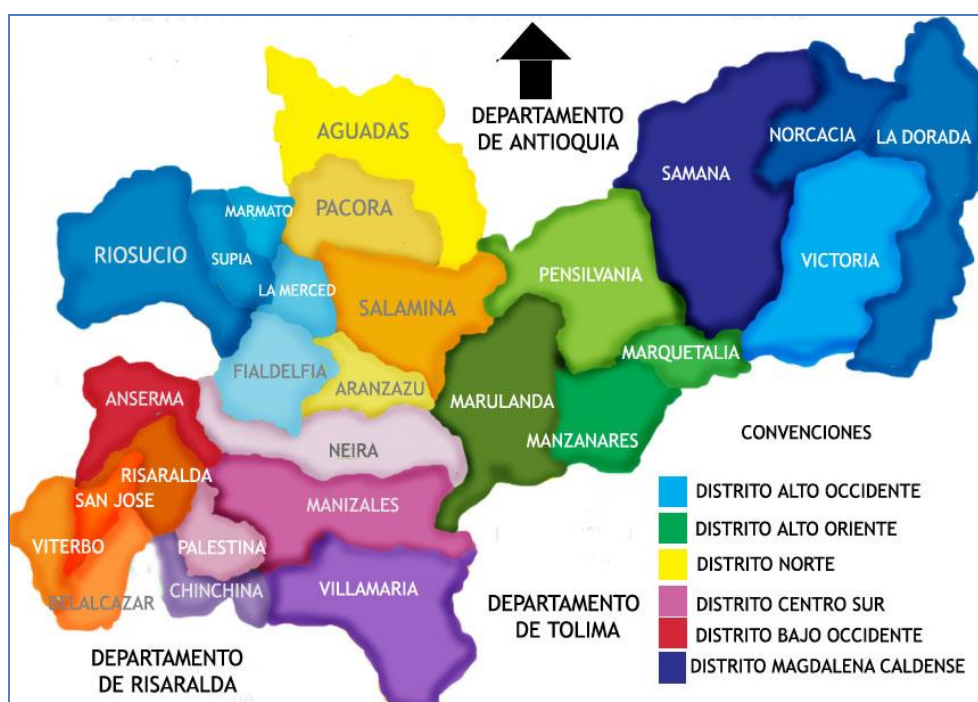 DEPARTAMENTO
DE ANTIOQUIA
AGUADAS
NORCACIA
LA DORADA
SAMANA
MARMATO
PACORA
RIOSUCIO
SUPIA
LA MERCED
PENSILVANIA
VICTORIA
SALAMINA
FIALDELFIA
ARANZAZU
MARQUETALIA
ANSERMA
MARULANDA
MANZANARES
NEIRA
RISARALDA
SAN JOSE
MANIZALES
VITERBO
PALESTINA
CHINCHINA
VILLAMARIA
BELALCAZAR
DEPARTAMENTO
DE TOLIMA
DEPARTAMENTO
DE RISARALDA
CONVENCIONES
DISTRITO ALTO OCCIDENTE
DISTRITO ALTO ORIENTE
DISTRITO NORTE
DISTRITO CENTRO SUR
DISTRITO BAJO OCCIDENTE
DISTRITO MAGDALENA CALDENSE